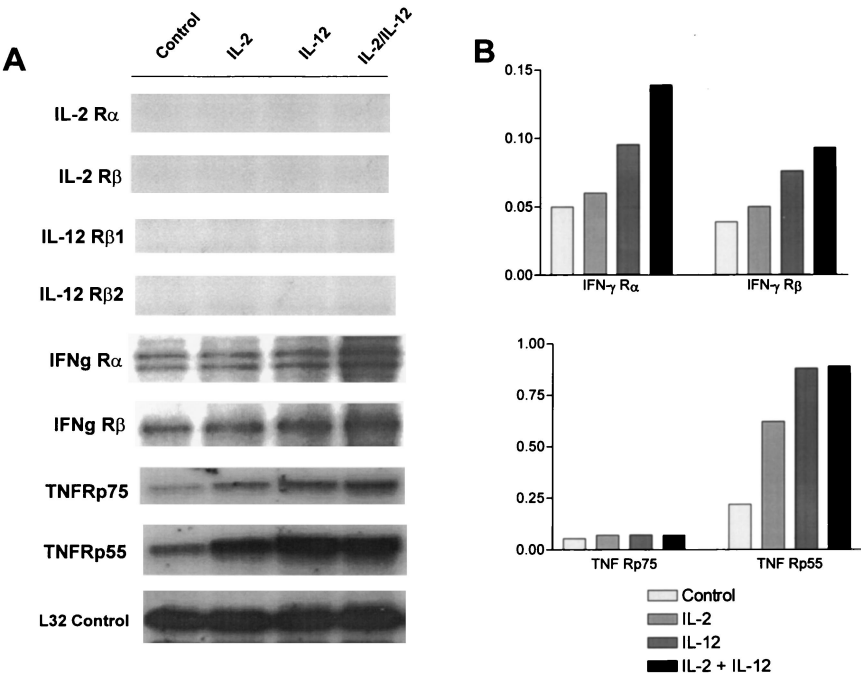 A
Control
IL-2
IL-12
IL-2/IL-12
IL-2 Rα
IL-2 Rβ
IL-12 Rβ1
IL-12 Rβ2
IFNg Rα
IFNg Rβ
TNFRp75
TNFRp55
L32 Control
B
0.15
0.10
0.05
0.00
IFN-γ Rα
IFN-γ Rβ
1.00
0.75
0.50
0.25
0.00
TNF Rp75
TNF Rp55
Control
IL-2
IL-12
IL-2 + IL-12